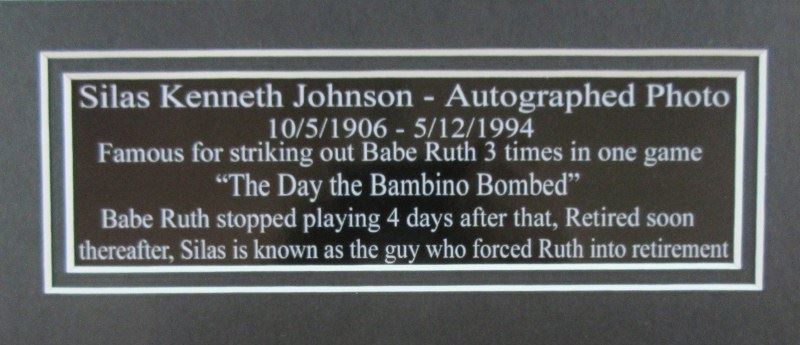 Silas Kenneth Johnson - Autographed Photo
10/5/1906 - 5/12/1994
Famous for striking out Babe Ruth 3 times in one game
“The Day the Bambino Bombed”
Babe Ruth stopped playing 4 days after that, Retired soon
thereafter, Silas is known as the guy who forced Ruth into retirement